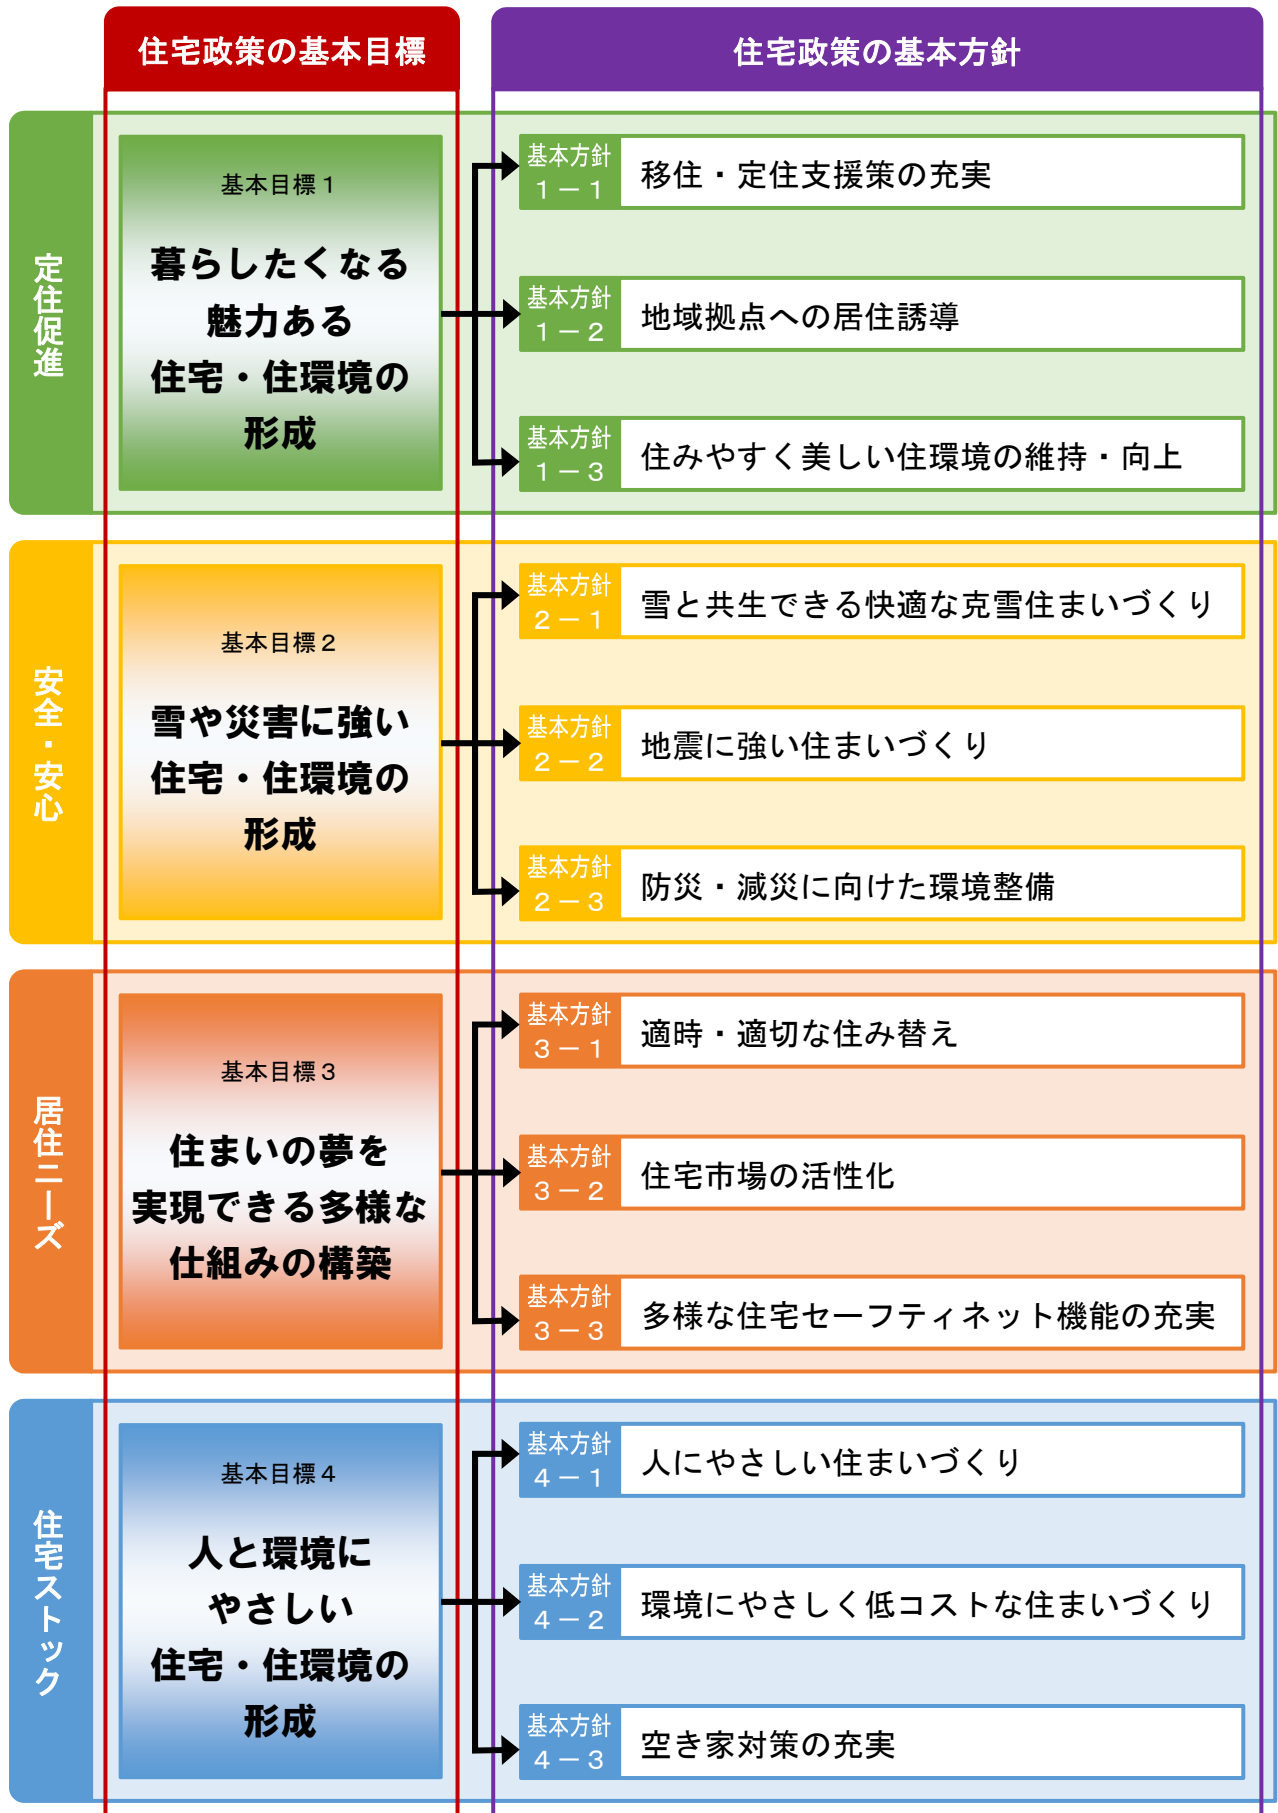 住宅政策の基本目標
住宅政策の基本方針
定住促進
基本目標１
暮らしたくなる
魅力ある
住宅・住環境の
形成
基本方針
１－１
移住・定住支援策の充実
基本方針
１－２
地域拠点への居住誘導
基本方針
１－３
住みやすく美しい住環境の維持・向上
安全・安心
基本目標２
雪や災害に強い
住宅・住環境の
形成
基本方針
２－１
雪と共生できる快適な克雪住まいづくり
基本方針
２－２
地震に強い住まいづくり
基本方針
２－３
防災・減災に向けた環境整備
居住ニーズ
基本目標３
住まいの夢を
実現できる多様な
仕組みの構築
基本方針
３－１
適時・適切な住み替え
基本方針
３－２
住宅市場の活性化
基本方針
３－３
多様な住宅セーフティネット機能の充実
住宅ストック
基本目標４
人と環境に
やさしい
住宅・住環境の
形成
基本方針
４－１
人にやさしい住まいづくり
基本方針
４－２
環境にやさしく低コストな住まいづくり
基本方針
４－３
空き家対策の充実